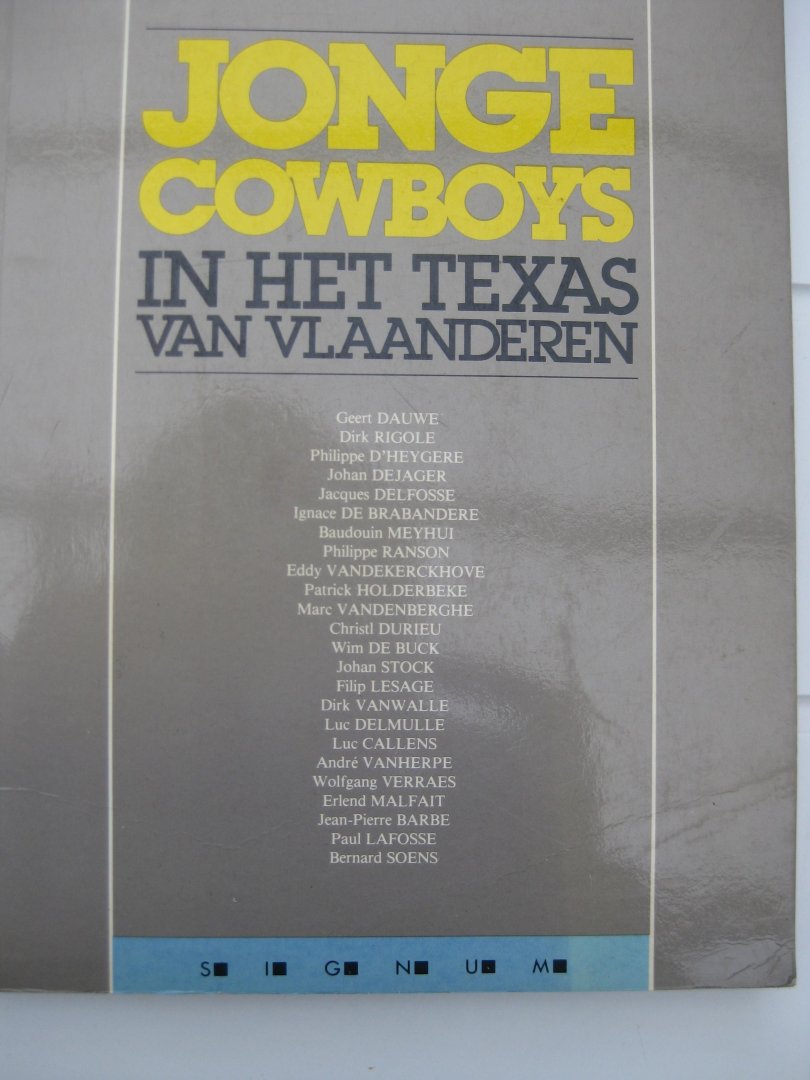 JONGE
COWBOYS
IN HET TEXAS
VAN VLAANDEREN
Geert DAUWE
Dirk RIGOLE
Philippe D'HEYGERE
Johan DEJAGER
Jacques DELFOSSE
Ignace DE BRABANDERE
Baudouin MEYHUI
Philippe RANSON
Eddy VANDEKERCKHOVE
Patrick HOLDERBEKE
Marc VANDENBERGHE
Christl DURIEU
Wim DE BUCK
Johan STOCK
Filip LESAGE
Dirk VANWALLE
Luc DELMULLE
Luc CALLENS
André VANHERPE
Wolfgang VERRAES
Erlend MALFAIT
Jean-Pierre BARBE
Paul LAFOSSE
Bernard SOENS
S■ I■ G■ N■ U■ M■